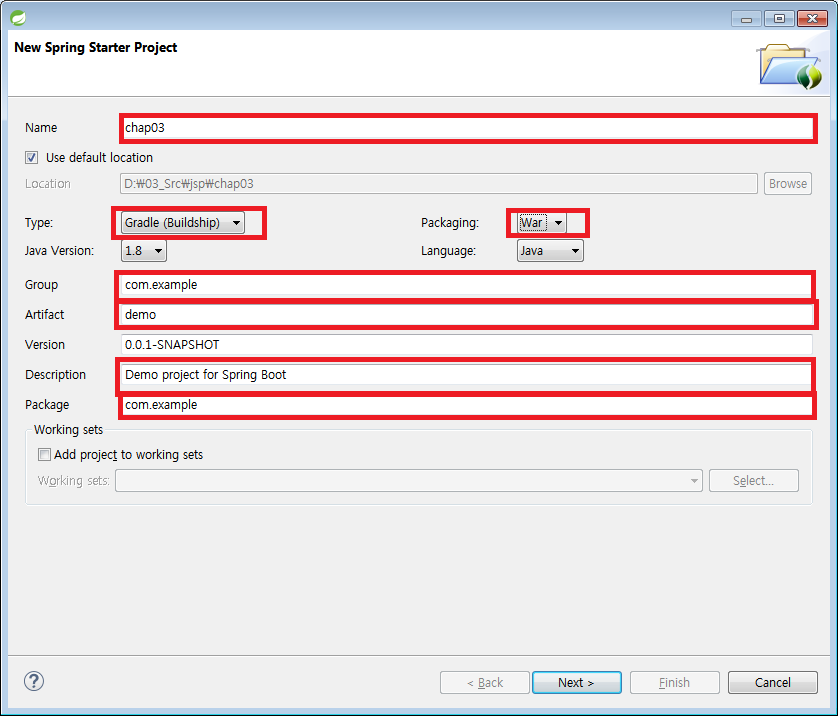 New Spring Starter Project
Name chap03
Use default location
Location D:₩03_Src₩jsp₩chap03 Browse
Type: Gradle (Buildship) Packaging: War
Java Version: 1.8 Language: Java
Group com.example
Artifact demo
Version 0.0.1-SNAPSHOT
Description Demo project for Spring Boot
Package com.example
Working sets
Add project to working sets
Working sets: Select...
? < Back Next > Finish Cancel